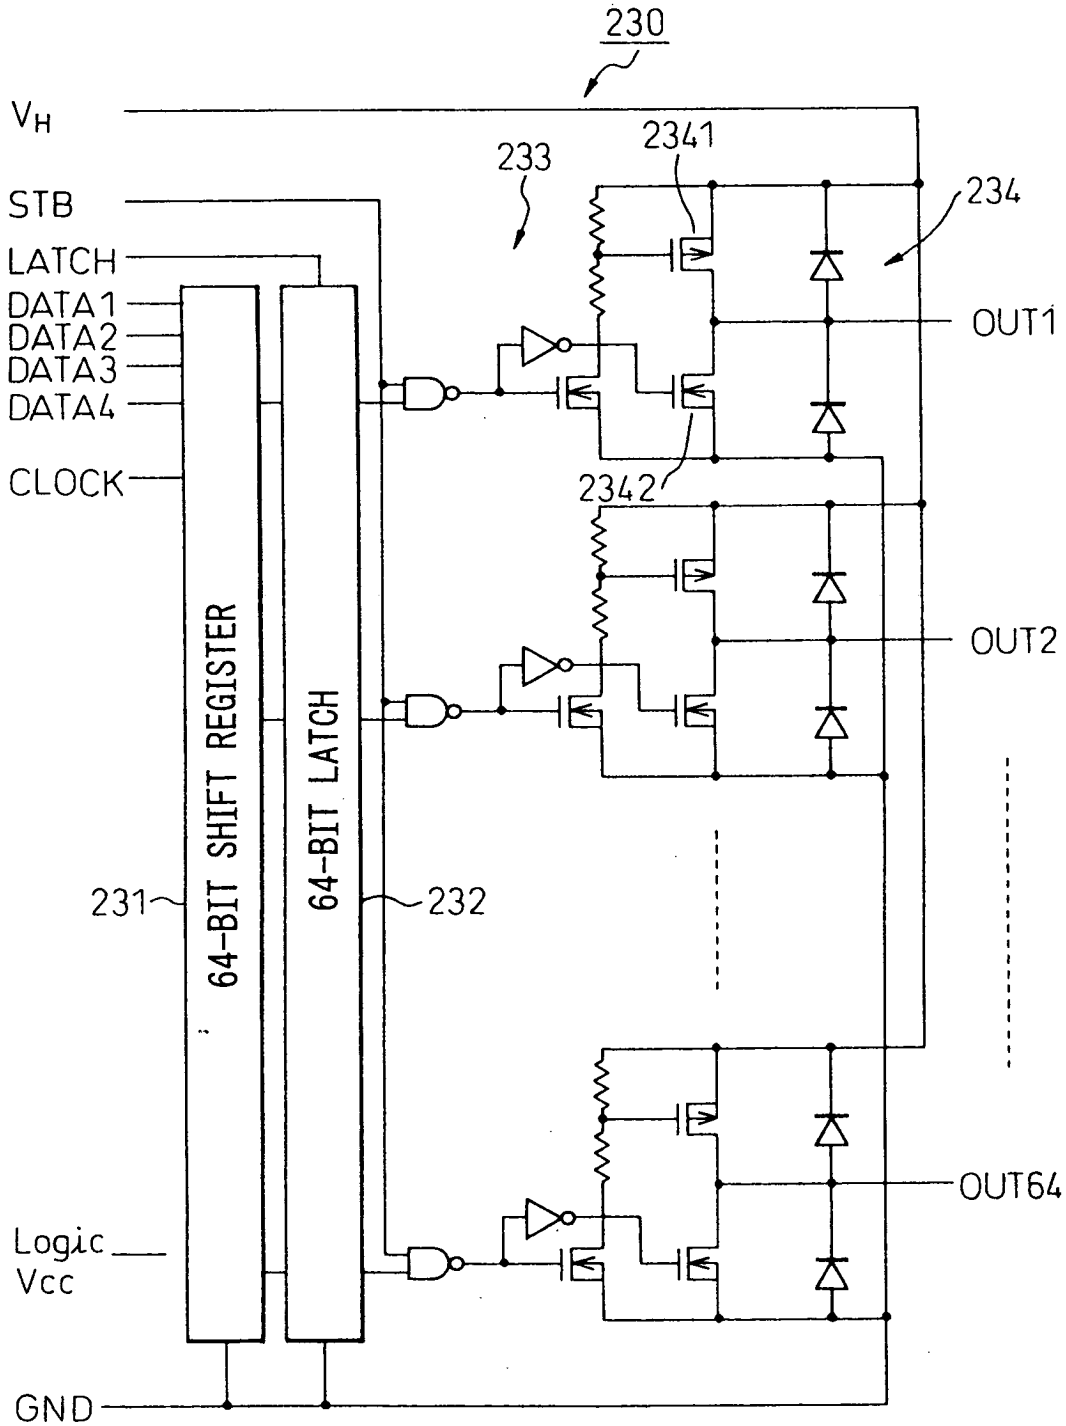 230
VH
2341
233
STB
234
LATCH
DATA1
OUT1
DATA2
DATA3
DATA4
CLOCK
2342
64-BIT SHIFT REGISTER
64-BIT LATCH
OUT2
231
232
OUT64
Logic
Vcc
GND